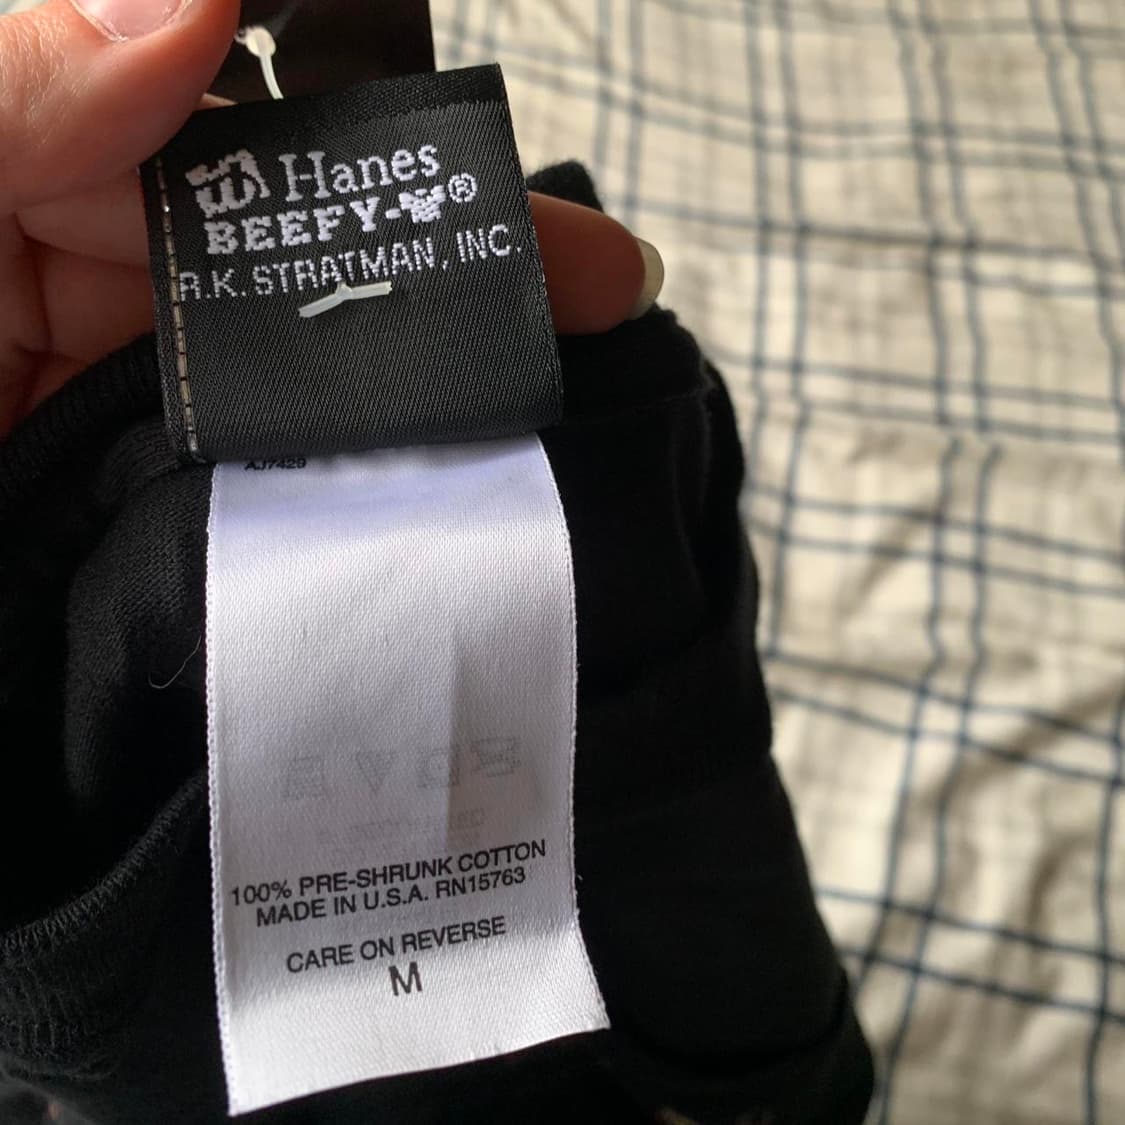 Hanes
BEEFY-T®
R.K. STRATMAN, INC.
AJ7429
100% PRE-SHRUNK COTTON
MADE IN U.S.A. RN15763
CARE ON REVERSE
M